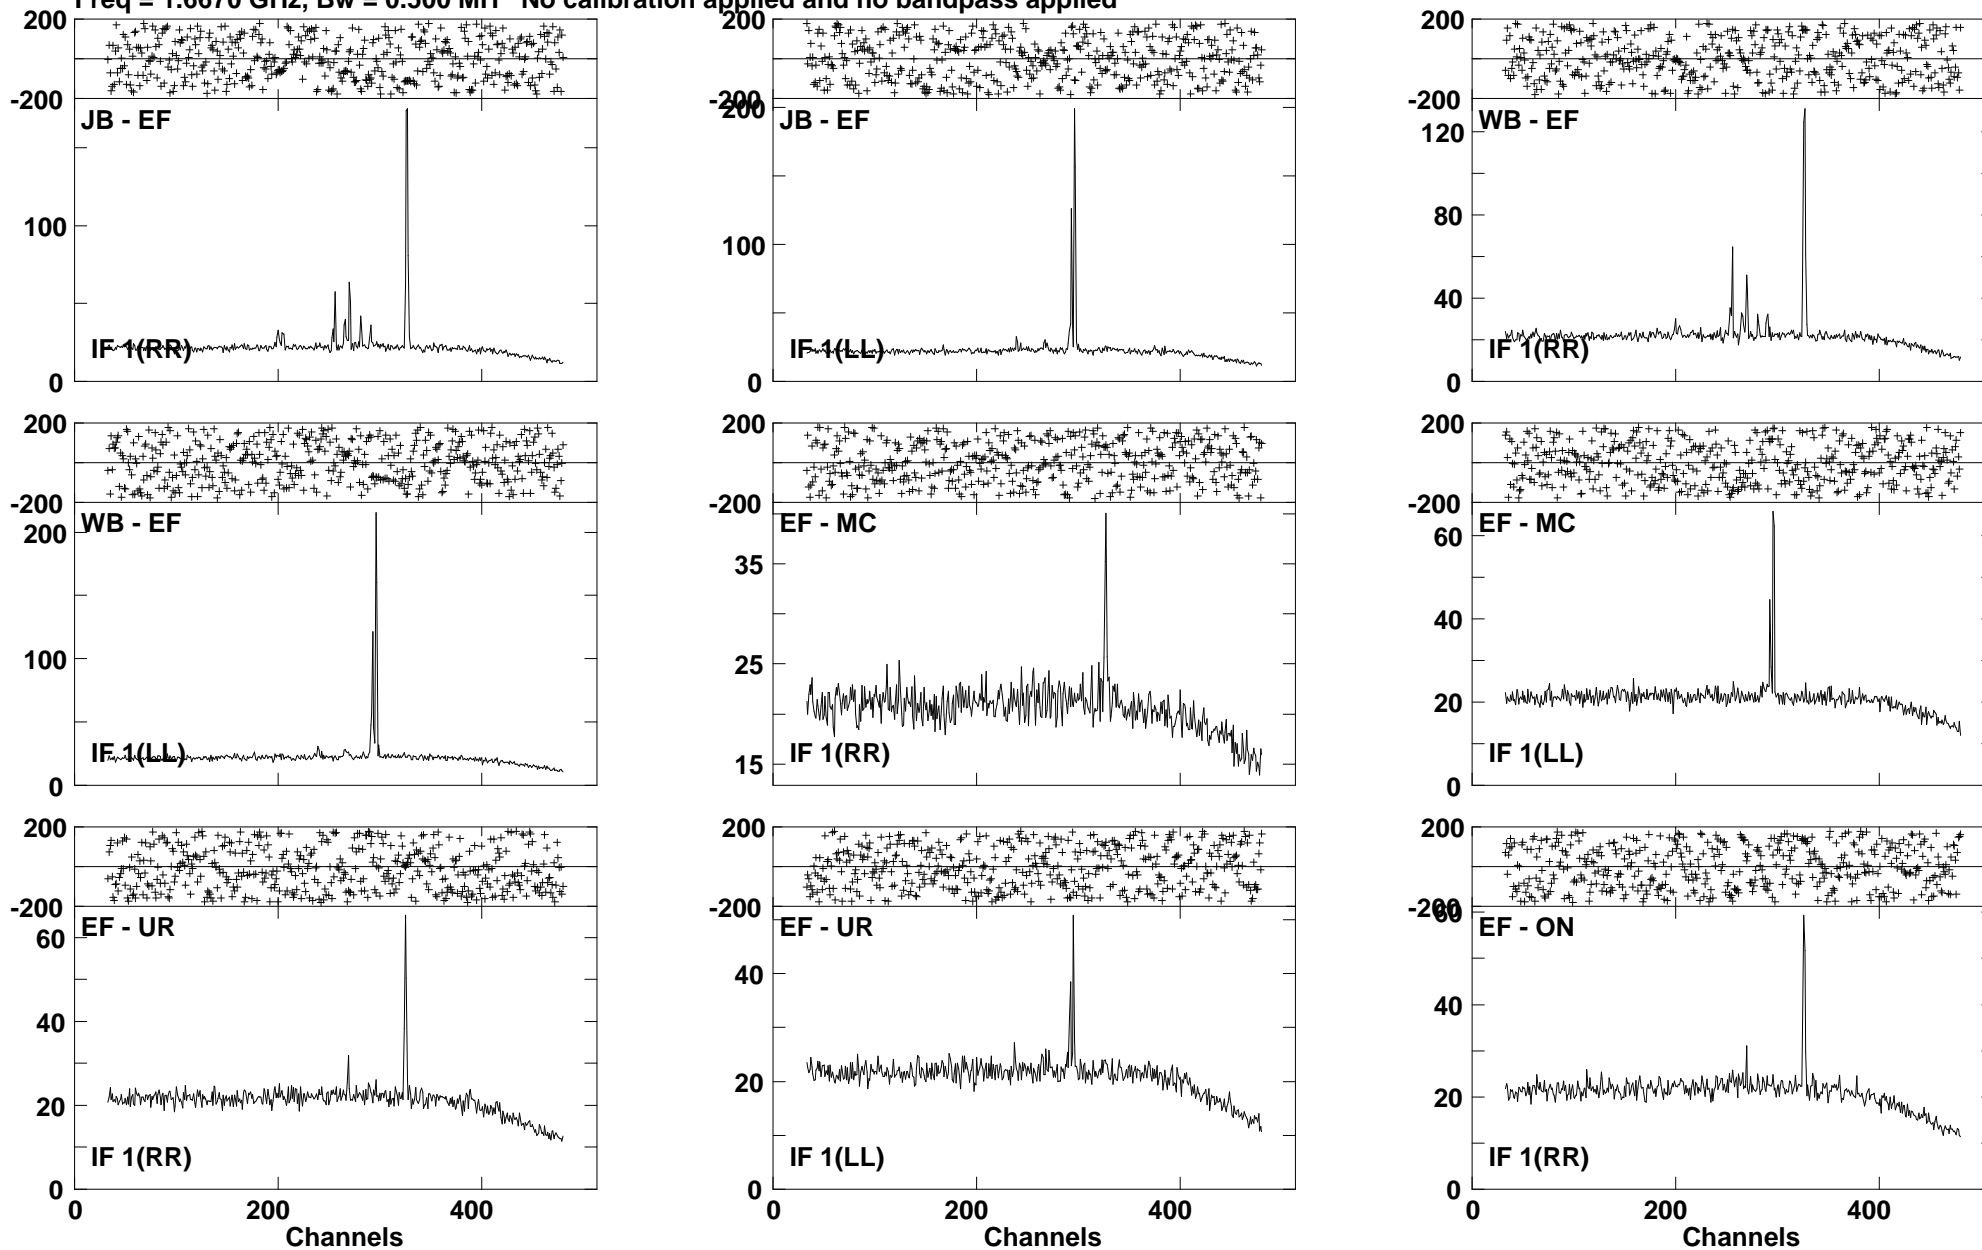 Freq = 1.6670 GHz, Bw = 0.500 MH No calibration applied and no bandpass applied
200 200 200
-200 -200 -200
JB - EF
100
IF 1(RR)
0
200
JB - EF
100
IF 1(LL)
0
WB - EF
120
80
40
IF 1(RR)
0
200 200 200
-200 -200 -200
WB - EF
200
100
IF 1(LL)
0
EF - MC
35
25
IF 1(RR)
15
EF - MC
60
40
20
IF 1(LL)
0
200 200 200
-200 -200 -200
EF - UR
60
40
20
IF 1(RR)
0
EF - UR
40
20
IF 1(LL)
0
60
EF - ON
40
20
IF 1(RR)
0
0 200 400 0 200 400 0 200 400
Channels Channels Channels